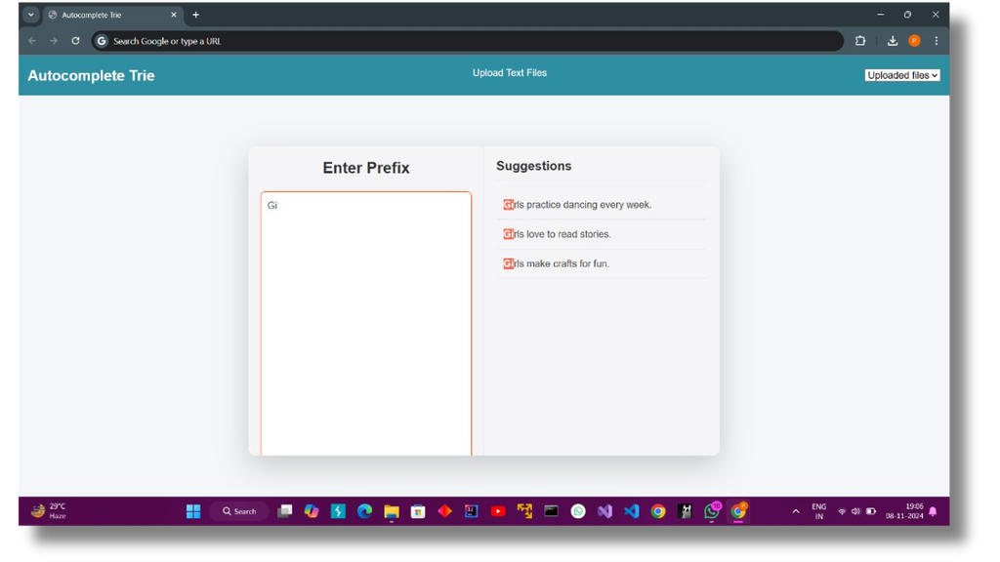 Autocomplete Trie
Search Google or type a URL
P
Autocomplete Trie
Upload Text Files
Uploaded files
Enter Prefix
Gi
Suggestions
Girls practice dancing every week.
Girls love to read stories.
Girls make crafts for fun.
29°C
Haze
Search
ENG
IN
19:06
08-11-2024